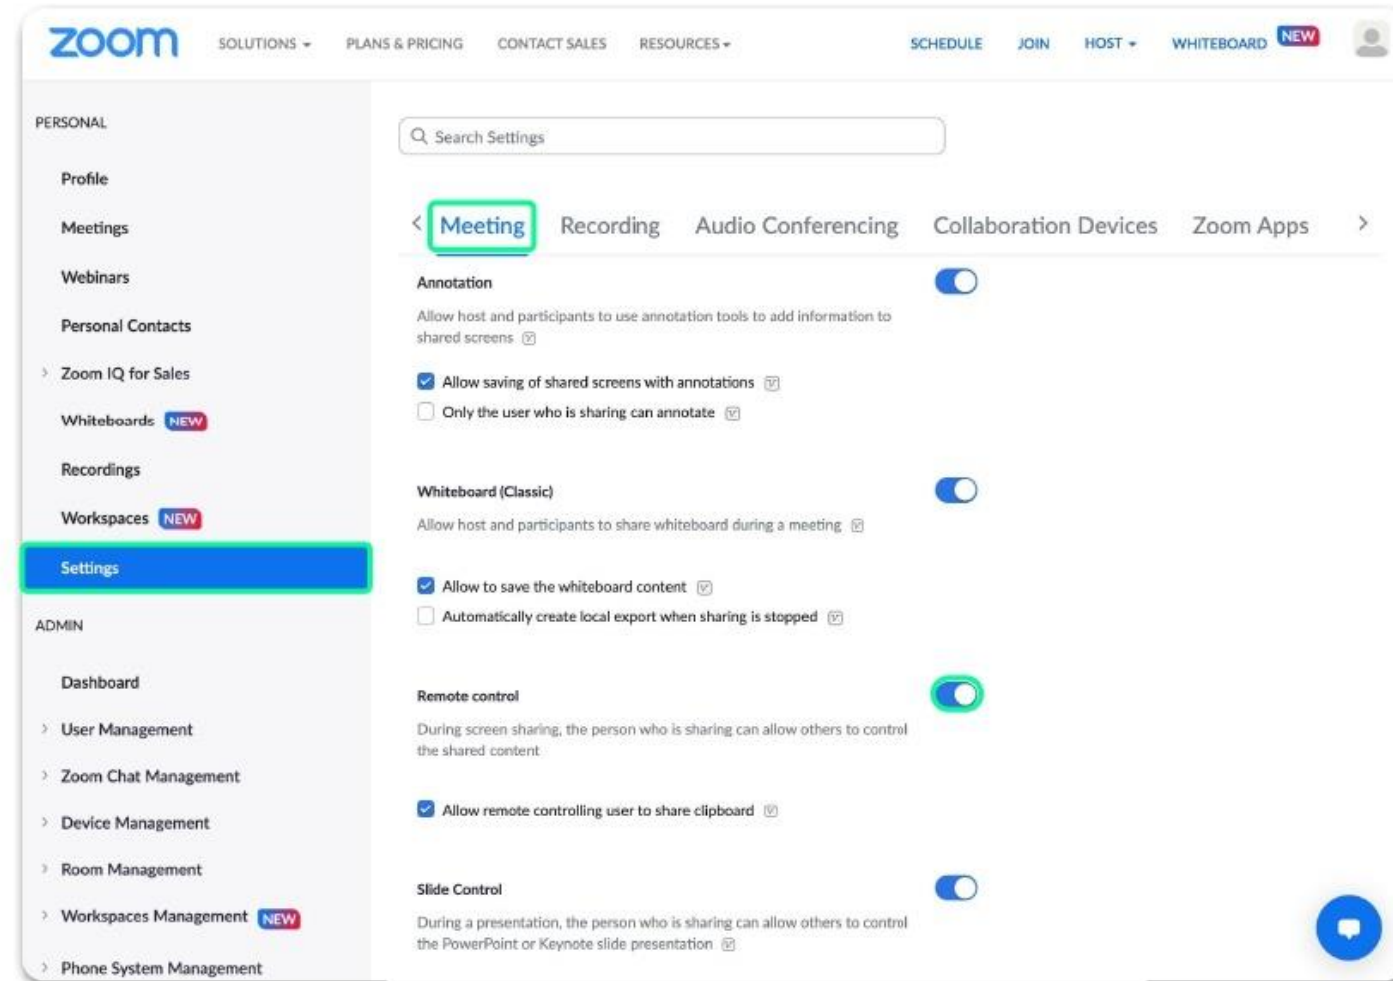 zoom SOLUTIONS PLANS & PRICING CONTACT SALES RESOURCES SCHEDULE JOIN HOST WHITEBOARD NEW
PERSONAL
Profile
Meetings
Webinars
Personal Contacts
Zoom IQ for Sales
Whiteboards NEW
Recordings
Workspaces NEW
Settings
ADMIN
Dashboard
User Management
Zoom Chat Management
Device Management
Room Management
Workspaces Management NEW
Phone System Management
Search Settings
Meeting Recording Audio Conferencing Collaboration Devices Zoom Apps
Annotation
Allow host and participants to use annotation tools to add information to
shared screens
Allow saving of shared screens with annotations
Only the user who is sharing can annotate
Whiteboard (Classic)
Allow host and participants to share whiteboard during a meeting
Allow to save the whiteboard content
Automatically create local export when sharing is stopped
Remote control
During screen sharing, the person who is sharing can allow others to control
the shared content
Allow remote controlling user to share clipboard
Slide Control
During a presentation, the person who is sharing can allow others to control
the PowerPoint or Keynote slide presentation